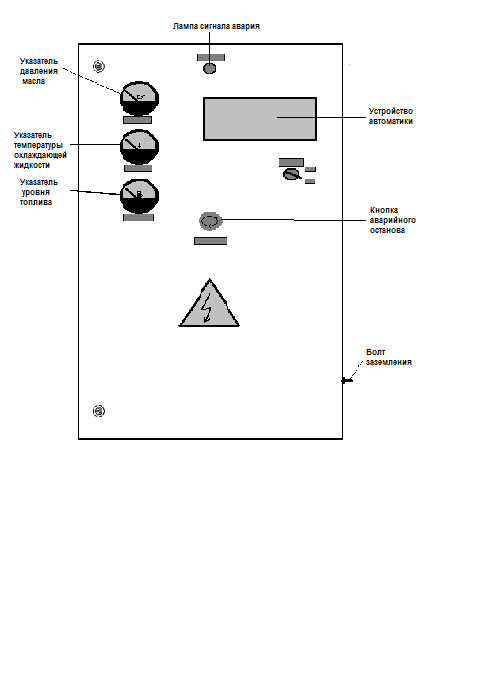 Лампа сигнала авария
Указатель
давления
масла
Указатель
температуры
охлаждающей
жидкости
Указатель
уровня
топлива
Устройство
автоматики
Кнопка
аварийного
останова
Болт
заземления